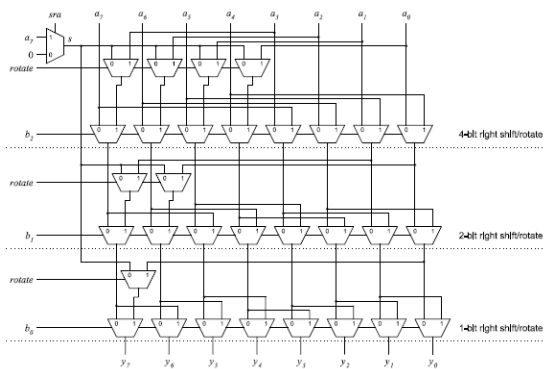 sra a₇ a₆ a₅ a₄ a₃ a₂ a₁ a₀
a₇ 1 s
0 0
0 1 0 1 0 1 0 1
rotate
0 1 0 1 0 1 0 1 0 1 0 1 0 1 0 1
b₂ 4-bit right shift/rotate
0 1 0 1
rotate
0 1 0 1 0 1 0 1 0 1 0 1 0 1 0 1
b₁ 2-bit right shift/rotate
0 1
rotate
0 1 0 1 0 1 0 1 0 1 0 1 0 1 0 1
b₀ 1-bit right shift/rotate
y₇ y₆ y₅ y₄ y₃ y₂ y₁ y₀